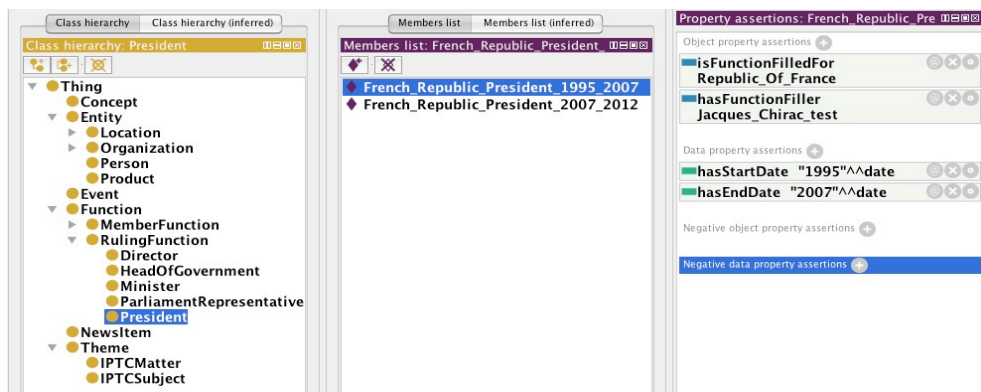 Class hierarchy
Class hierarchy (inferred)
Class hierarchy: President
Thing
Concept
Entity
Location
Organization
Person
Product
Event
Function
MemberFunction
RulingFunction
Director
HeadOfGovernment
Minister
ParliamentRepresentative
President
NewsItem
Theme
IPTCMatter
IPTCSubject
Members list
Members list (inferred)
Members list: French_Republic_President_
French_Republic_President_1995_2007
French_Republic_President_2007_2012
Property assertions: French_Republic_Pre
Object property assertions
isFunctionFilledFor
Republic_Of_France
hasFunctionFiller
Jacques_Chirac_test
Data property assertions
hasStartDate "1995"^^date
hasEndDate "2007"^^date
Negative object property assertions
Negative data property assertions